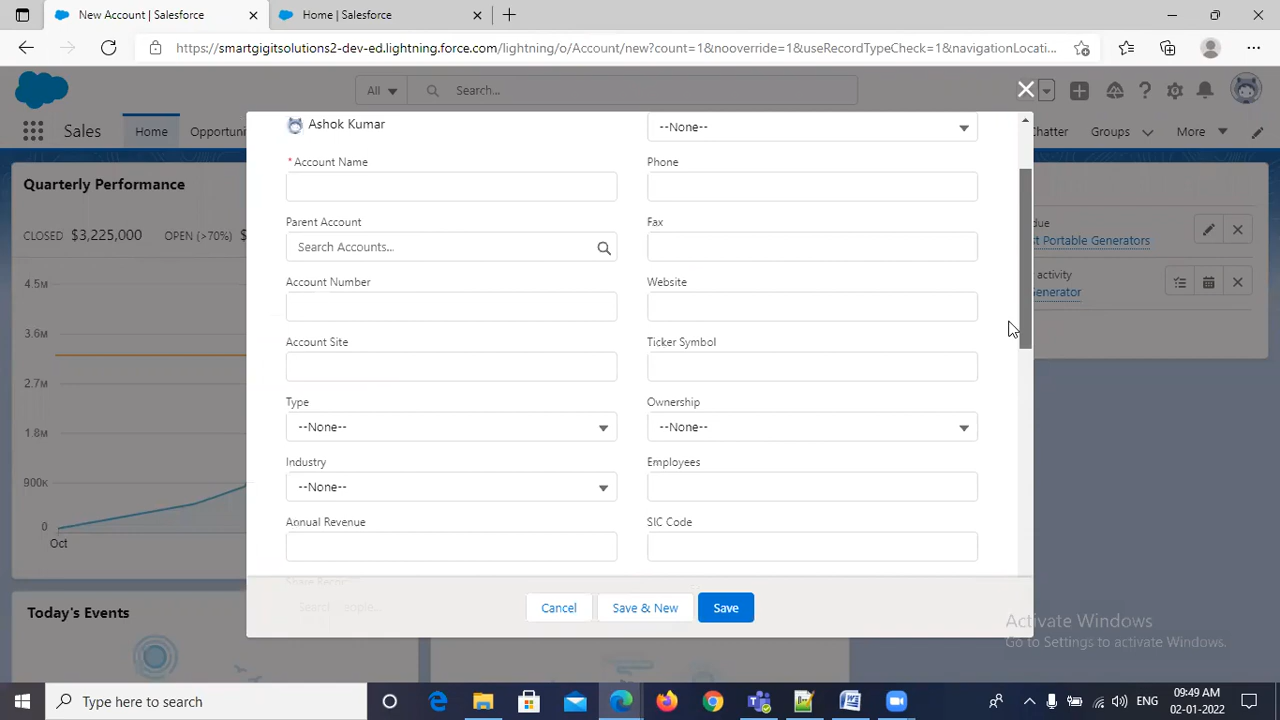 New Account | Salesforce
Home | Salesforce
https://smartgigitsolutions2-dev-ed.lightning.force.com/lightning/o/Account/new?count=1&nooverride=1&useRecordTypeCheck=1&navigationLocati...
All
Search...
Sales
Home
Opportun
Chatter
Groups
More
Quarterly Performance
CLOSED $3,225,000 OPEN (>70%) $
4.5M
3.6M
2.7M
1.8M
900K
0
Oct
Today's Events
due
st Portable Generators
activity
Generator
Ashok Kumar
--None--
*Account Name
Phone
Parent Account
Fax
Search Accounts...
Account Number
Website
Account Site
Ticker Symbol
Type
Ownership
--None--
--None--
Industry
Employees
--None--
Annual Revenue
SIC Code
Cancel
Save & New
Save
Activate Windows
Go to Settings to activate Windows.
Type here to search
ENG
09:49 AM
02-01-2022